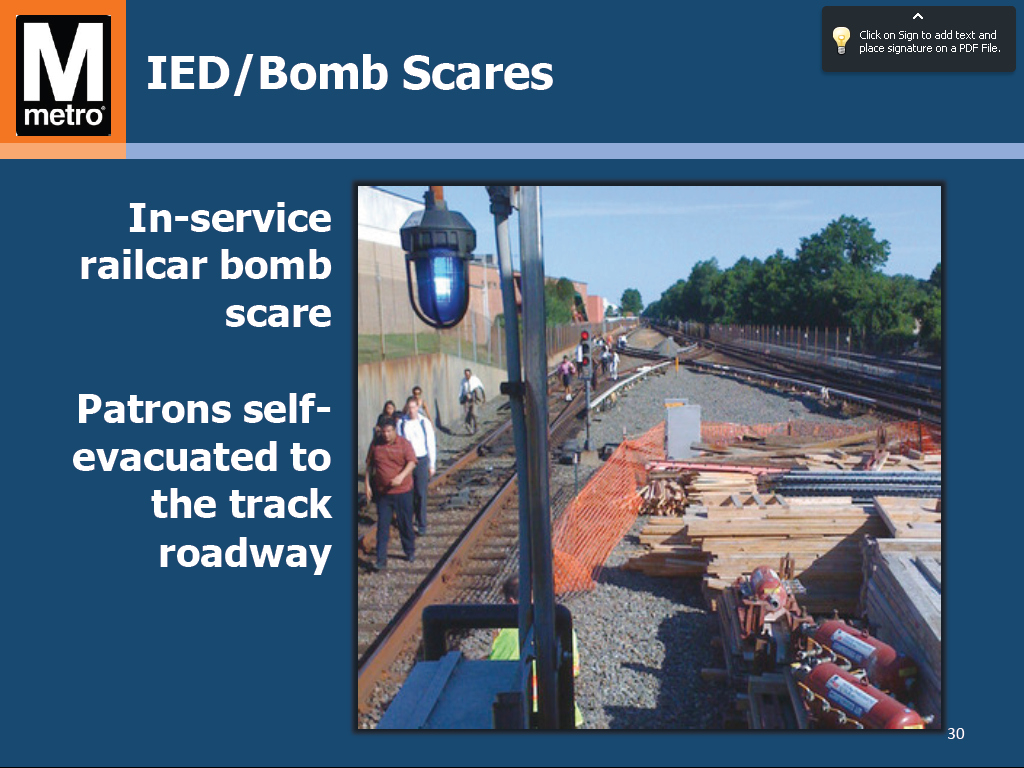 M
metro®
IED/Bomb Scares
Click on Sign to add text and
place signature on a PDF File.
In-service
railcar bomb
scare
Patrons self-
evacuated to
the track
roadway
30